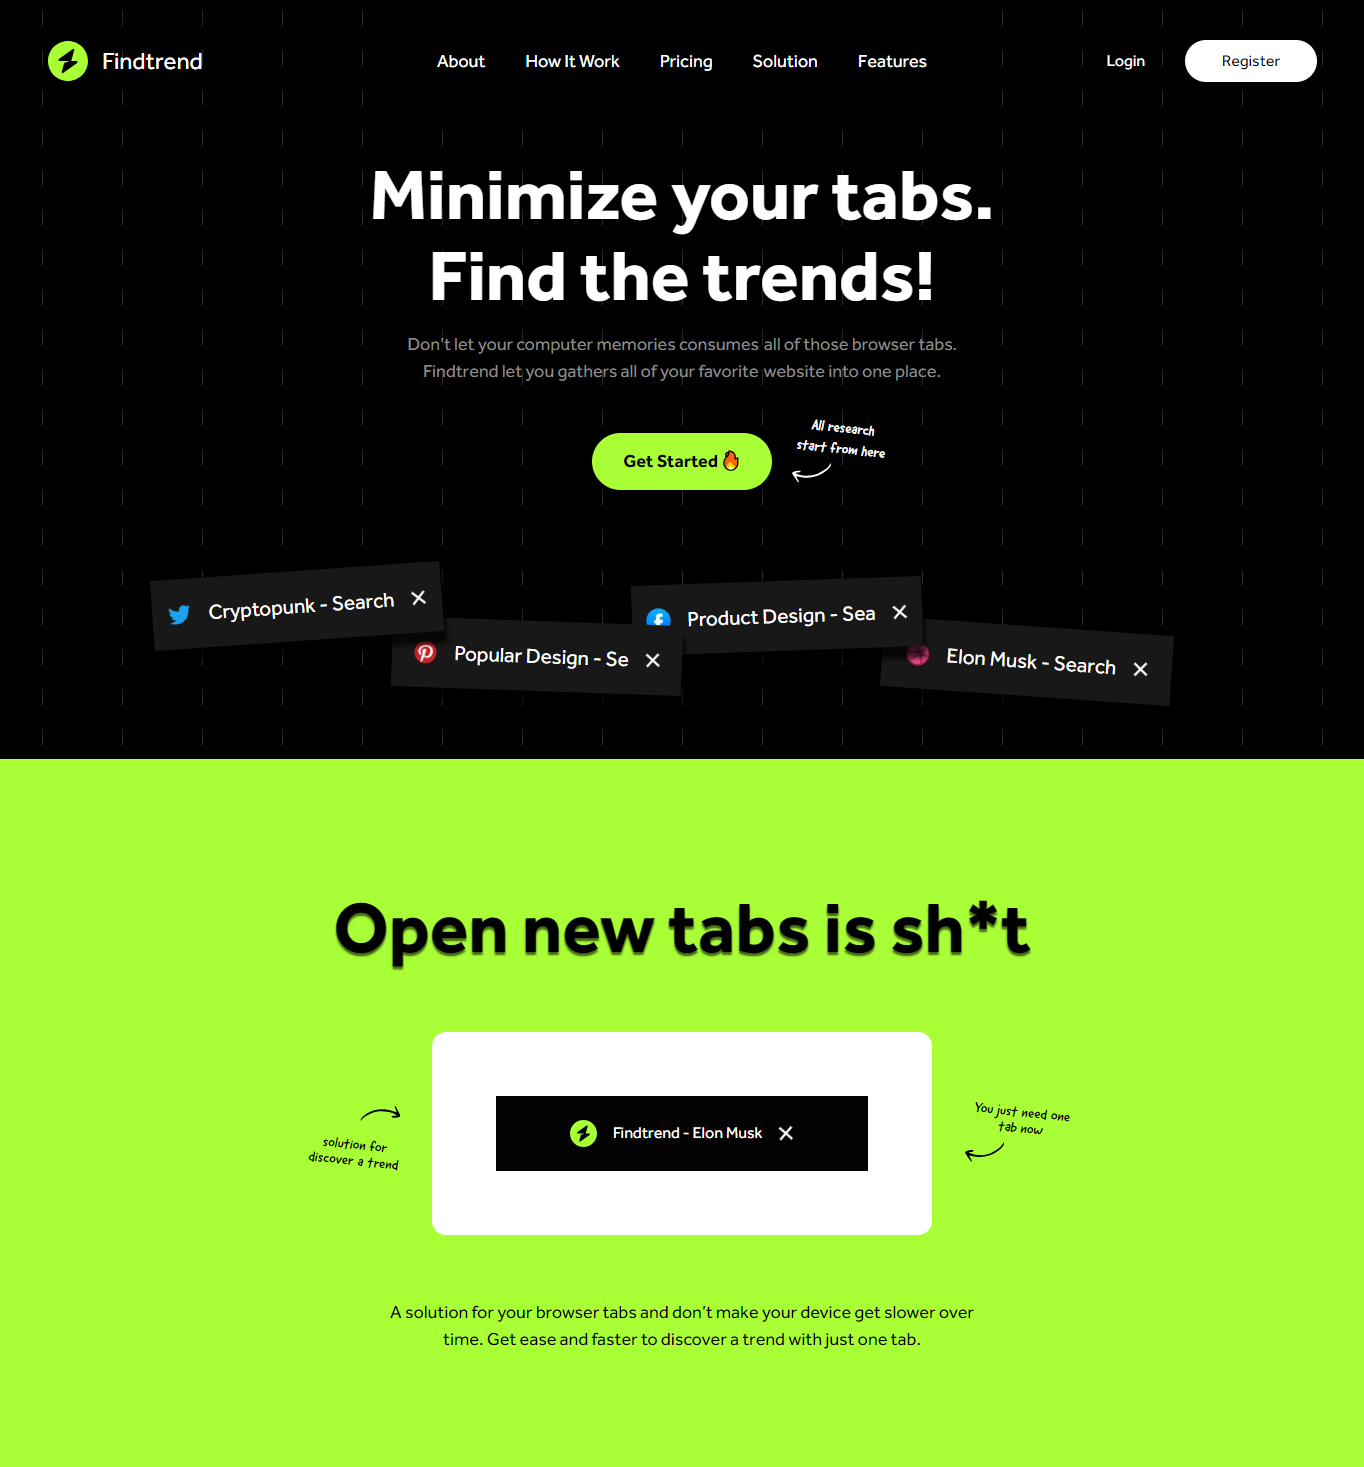 Findtrend
About
How It Work
Pricing
Solution
Features
Login
Register
Minimize your tabs.
Find the trends!
Don't let your computer memories consumes all of those browser tabs.
Findtrend let you gathers all of your favorite website into one place.
Get Started
All research
start from here
Cryptopunk - Search
Product Design - Sea
Popular Design - Se
Elon Musk - Search
Open new tabs is sh*t
Findtrend - Elon Musk
You just need one
tab now
solution for
discover a trend
A solution for your browser tabs and don't make your device get slower over
time. Get ease and faster to discover a trend with just one tab.